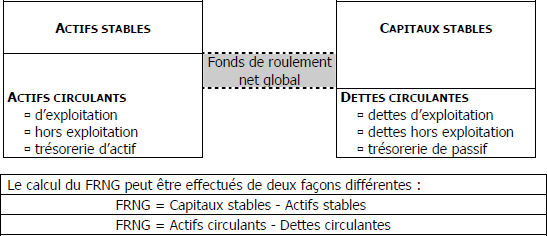 ACTIFS STABLES
CAPITAUX STABLES
Fonds de roulement
net global
ACTIFS CIRCULANTS
▫ d'exploitation
▫ hors exploitation
▫ trésorerie d'actif
DETTES CIRCULANTES
▫ dettes d'exploitation
▫ dettes hors exploitation
▫ trésorerie de passif
Le calcul du FRNG peut être effectués de deux façons différentes :
FRNG = Capitaux stables - Actifs stables
FRNG = Actifs circulants - Dettes circulantes